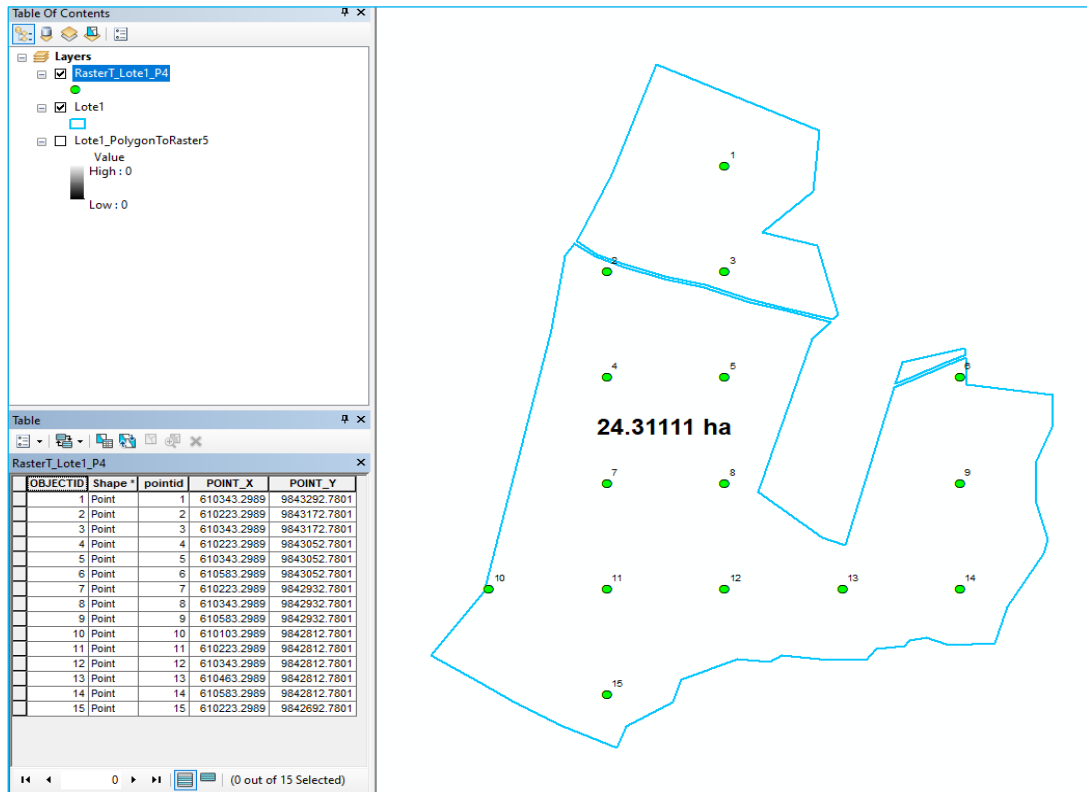 Table Of Contents
Layers
RasterT_Lote1_P4
Lote1
Lote1_PolygonToRaster5
Value
High : 0
Low : 0
Table
RasterT_Lote1_P4
OBJECTID Shape * pointid POINT_X POINT_Y
1 Point 1 610343.2989 9843292.7801
2 Point 2 610223.2989 9843172.7801
3 Point 3 610343.2989 9843172.7801
4 Point 4 610223.2989 9843052.7801
5 Point 5 610343.2989 9843052.7801
6 Point 6 610583.2989 9843052.7801
7 Point 7 610223.2989 9842932.7801
8 Point 8 610343.2989 9842932.7801
9 Point 9 610583.2989 9842932.7801
10 Point 10 610103.2989 9842812.7801
11 Point 11 610223.2989 9842812.7801
12 Point 12 610343.2989 9842812.7801
13 Point 13 610463.2989 9842812.7801
14 Point 14 610583.2989 9842812.7801
15 Point 15 610223.2989 9842692.7801
0 (0 out of 15 Selected)
1
2 3
4 5 6
24.31111 ha
7 8 9
10 11 12 13 14
15